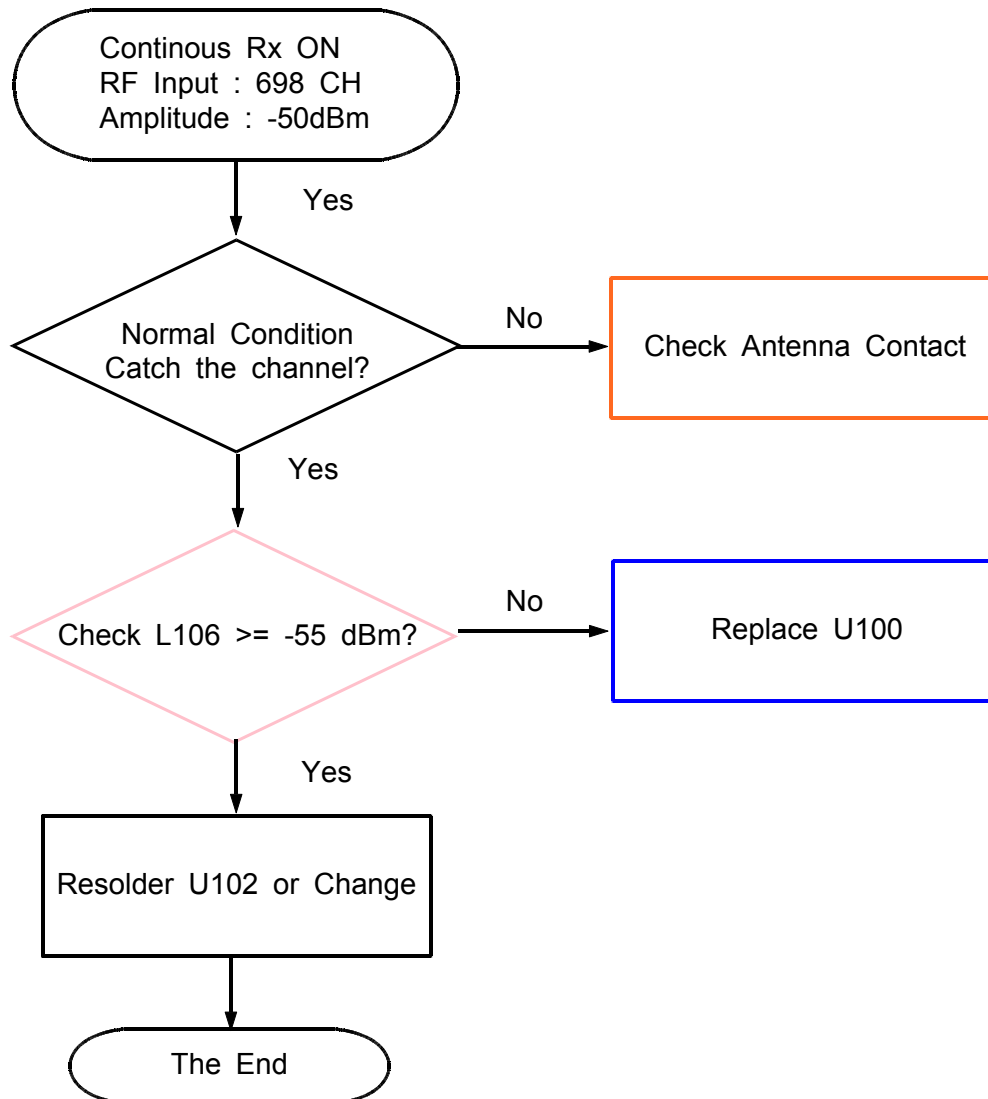 Continous Rx ON
RF Input : 698 CH
Amplitude : -50dBm
Yes
Normal Condition
Catch the channel?
No
Check Antenna Contact
Yes
Check L106 >= -55 dBm?
No
Replace U100
Yes
Resolder U102 or Change
The End